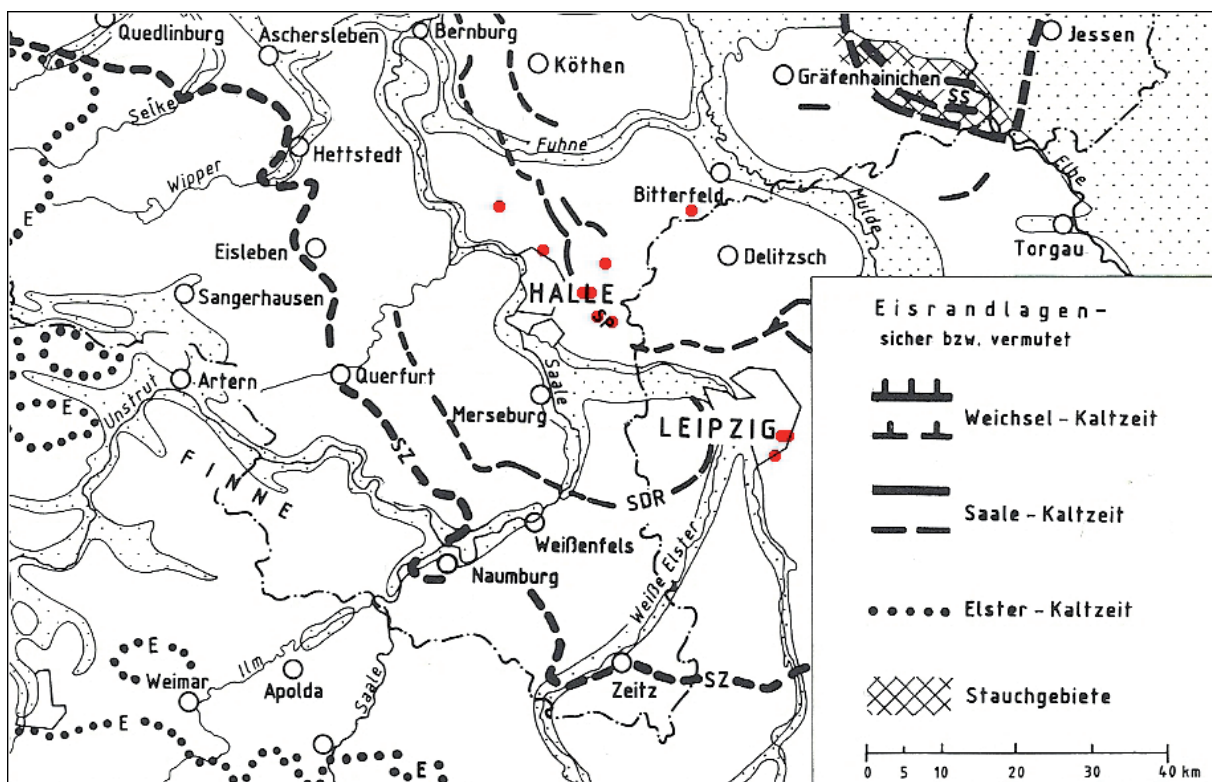 Quedlinburg
Aschersleben
Bernburg
Köthen
Gräfenhainichen
Jessen
SS
Selke
Hettstedt
Fuhne
Wipper
Bitterfeld
Mulde
Elbe
E
Eisleben
Delitzsch
Torgau
Sangerhausen
HALLE
SP
Artern
Querfurt
Saale
Merseburg
E
Unstrut
LEIPZIG
SZ
FINNE
SDR
Weißenfels
Naumburg
Weiße Elster
E
Ilm
Weimar
Apolda
Saale
Zeitz
SZ
E
E
Eisrandlagen-
sicher bzw. vermutet
Weichsel-Kaltzeit
Saale-Kaltzeit
Elster-Kaltzeit
Stauchgebiete
0 5 10 20 30 40 km